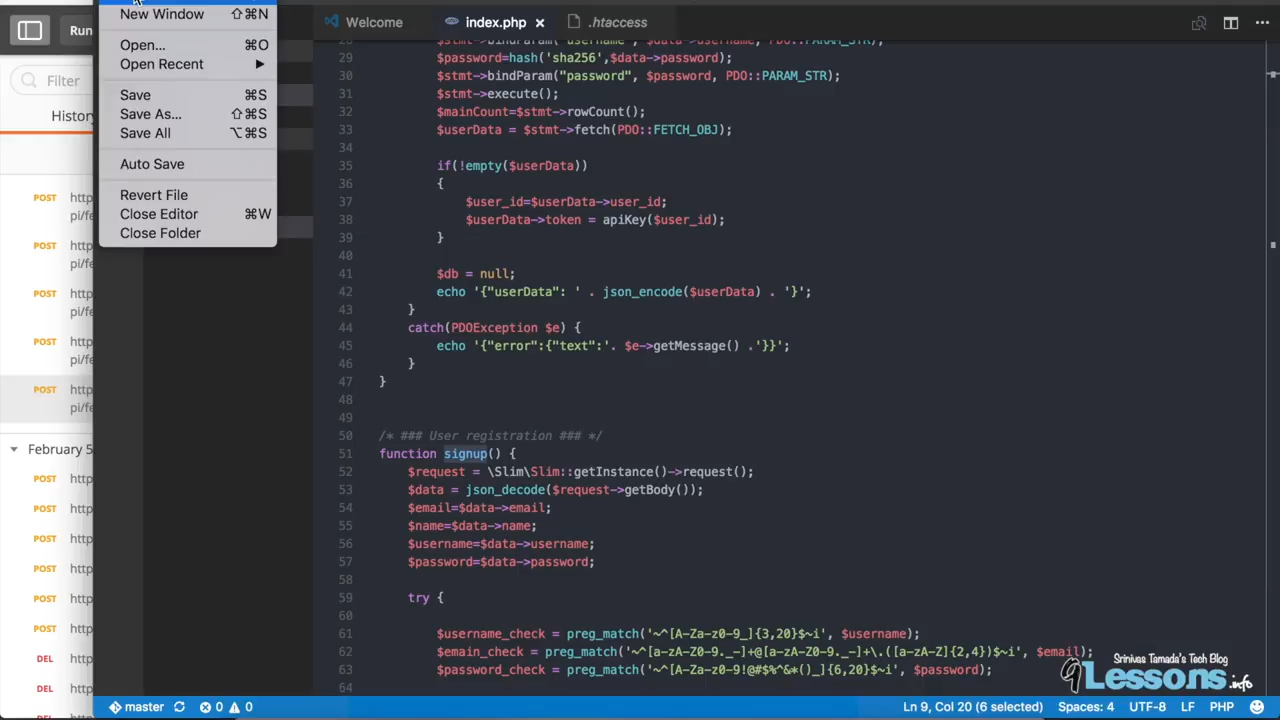 Run
Filter
History
POST http
pi/fe
POST http
pi/fe
POST http
pi/fe
POST http
pi/fe
POST http
pi/fe
February 5
POST http
POST http
POST http
POST http
POST http
POST http
DEL http
DEL http
New Window ⇧⌘N
Open... ⌘O
Open Recent ▶
Save ⌘S
Save As... ⇧⌘S
Save All ⌥⌘S
Auto Save
Revert File
Close Editor ⌘W
Close Folder
Welcome index.php × .htaccess
28 $stmt->bindParam("username", $data->username, PDO::PARAM_STR);
29 $password=hash('sha256',$data->password);
30 $stmt->bindParam("password", $password, PDO::PARAM_STR);
31 $stmt->execute();
32 $mainCount=$stmt->rowCount();
33 $userData = $stmt->fetch(PDO::FETCH_OBJ);
34
35 if(!empty($userData))
36 {
37 $user_id=$userData->user_id;
38 $userData->token = apiKey($user_id);
39 }
40
41 $db = null;
42 echo '{"userData": ' . json_encode($userData) . '}';
43 }
44 catch(PDOException $e) {
45 echo '{"error":{"text":'. $e->getMessage() .'}}';
46 }
47 }
48
49
50 /* ### User registration ### */
51 function signup() {
52 $request = \Slim\Slim::getInstance()->request();
53 $data = json_decode($request->getBody());
54 $email=$data->email;
55 $name=$data->name;
56 $username=$data->username;
57 $password=$data->password;
58
59 try {
60
61 $username_check = preg_match('~^[A-Za-z0-9_]{3,20}$~i', $username);
62 $emain_check = preg_match('~^[a-zA-Z0-9._-]+@[a-zA-Z0-9._-]+\.([a-zA-Z]{2,4})$~i', $email);
63 $password_check = preg_match('~^[A-Za-z0-9!@#$%^&*()_]{6,20}$~i', $password);
64
Srinivas Tamada's Tech Blog
9Lessons.info
master 0 0 Ln 9, Col 20 (6 selected) Spaces: 4 UTF-8 LF PHP